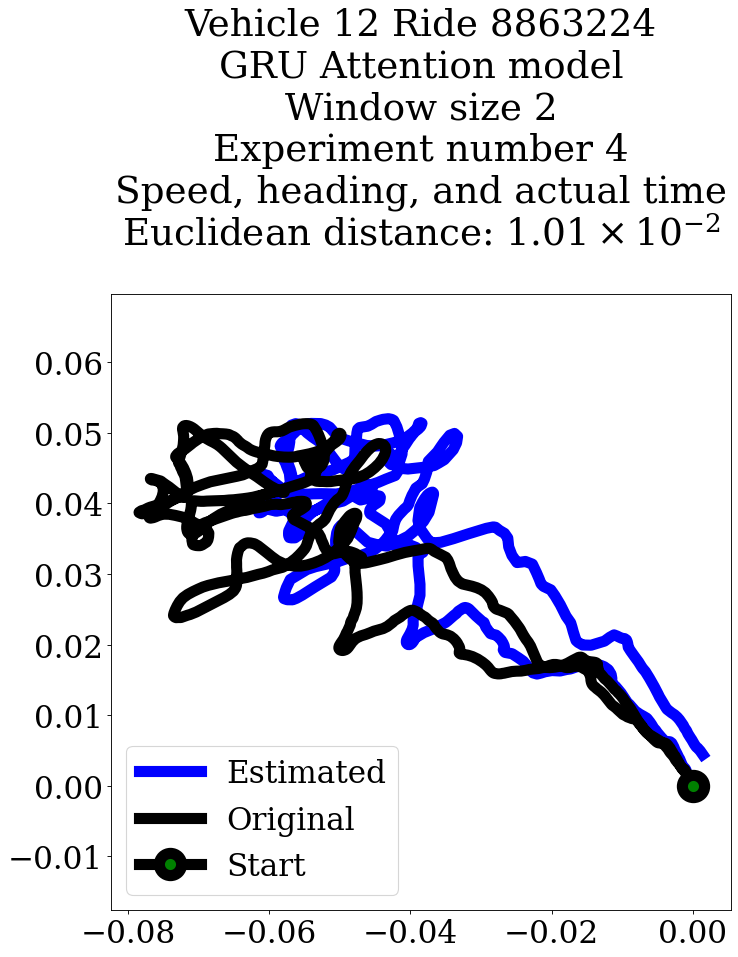 Vehicle 12 Ride 8863224
GRU Attention model
Window size 2
Experiment number 4
Speed, heading, and actual time
Euclidean distance: 1.01 × 10⁻²
0.06
0.05
0.04
0.03
0.02
0.01
0.00
−0.01
Estimated
Original
Start
−0.08 −0.06 −0.04 −0.02 0.00